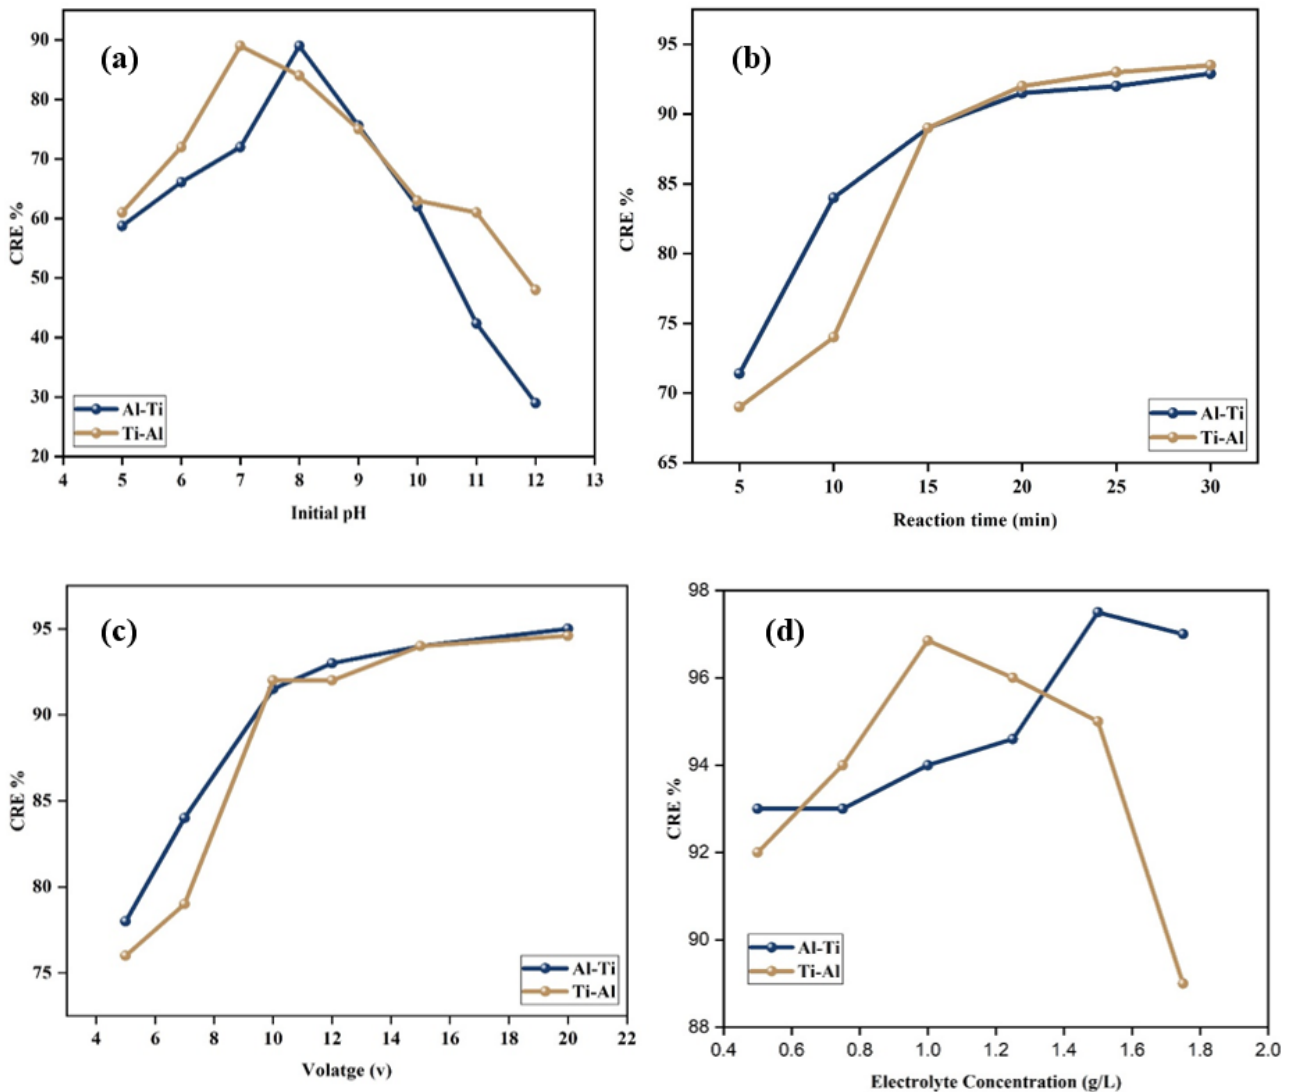 (a)
CRE %
90
80
70
60
50
40
30
20
4 5 6 7 8 9 10 11 12 13
Initial pH
Al-Ti
Ti-Al
(b)
CRE %
95
90
85
80
75
70
65
5 10 15 20 25 30
Reaction time (min)
Al-Ti
Ti-Al
(c)
CRE %
95
90
85
80
75
4 6 8 10 12 14 16 18 20 22
Volatge (v)
Al-Ti
Ti-Al
(d)
CRE %
98
96
94
92
90
88
0.4 0.6 0.8 1.0 1.2 1.4 1.6 1.8 2.0
Electrolyte Concentration (g/L)
Al-Ti
Ti-Al